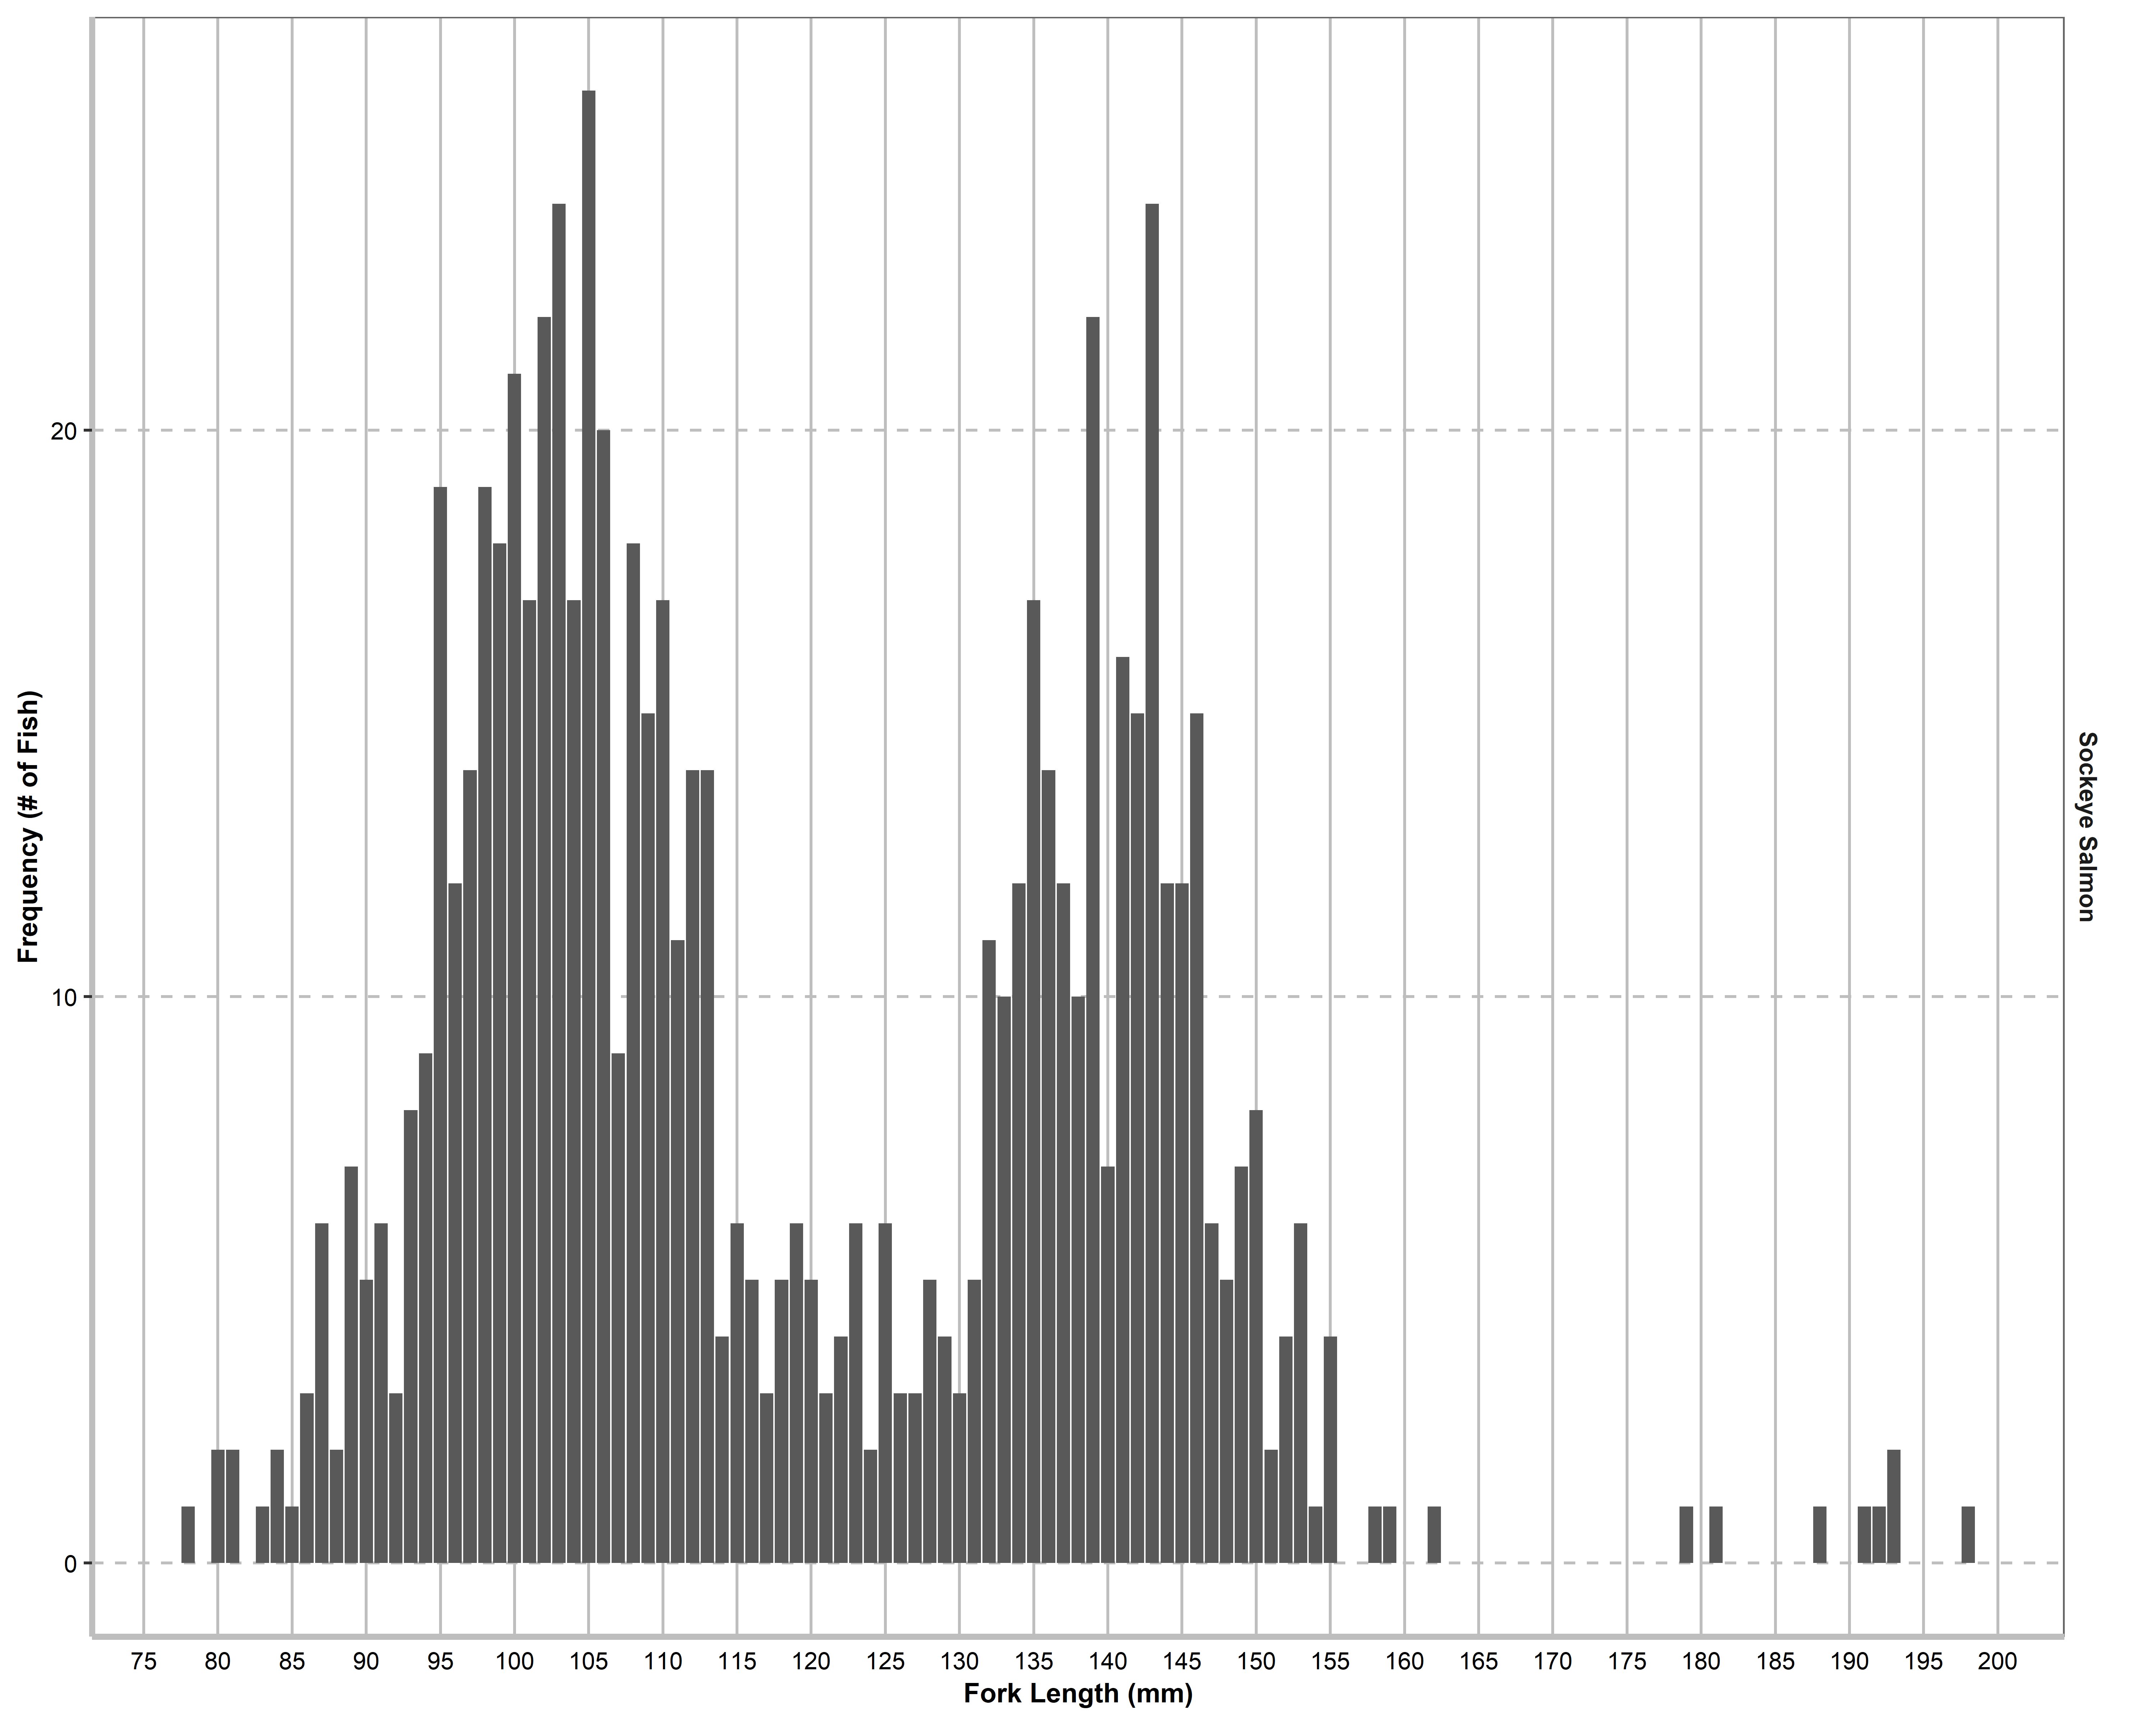 Frequency (# of Fish)
20
10
0
75 80 85 90 95 100 105 110 115 120 125 130 135 140 145 150 155 160 165 170 175 180 185 190 195 200
Fork Length (mm)
Sockeye Salmon